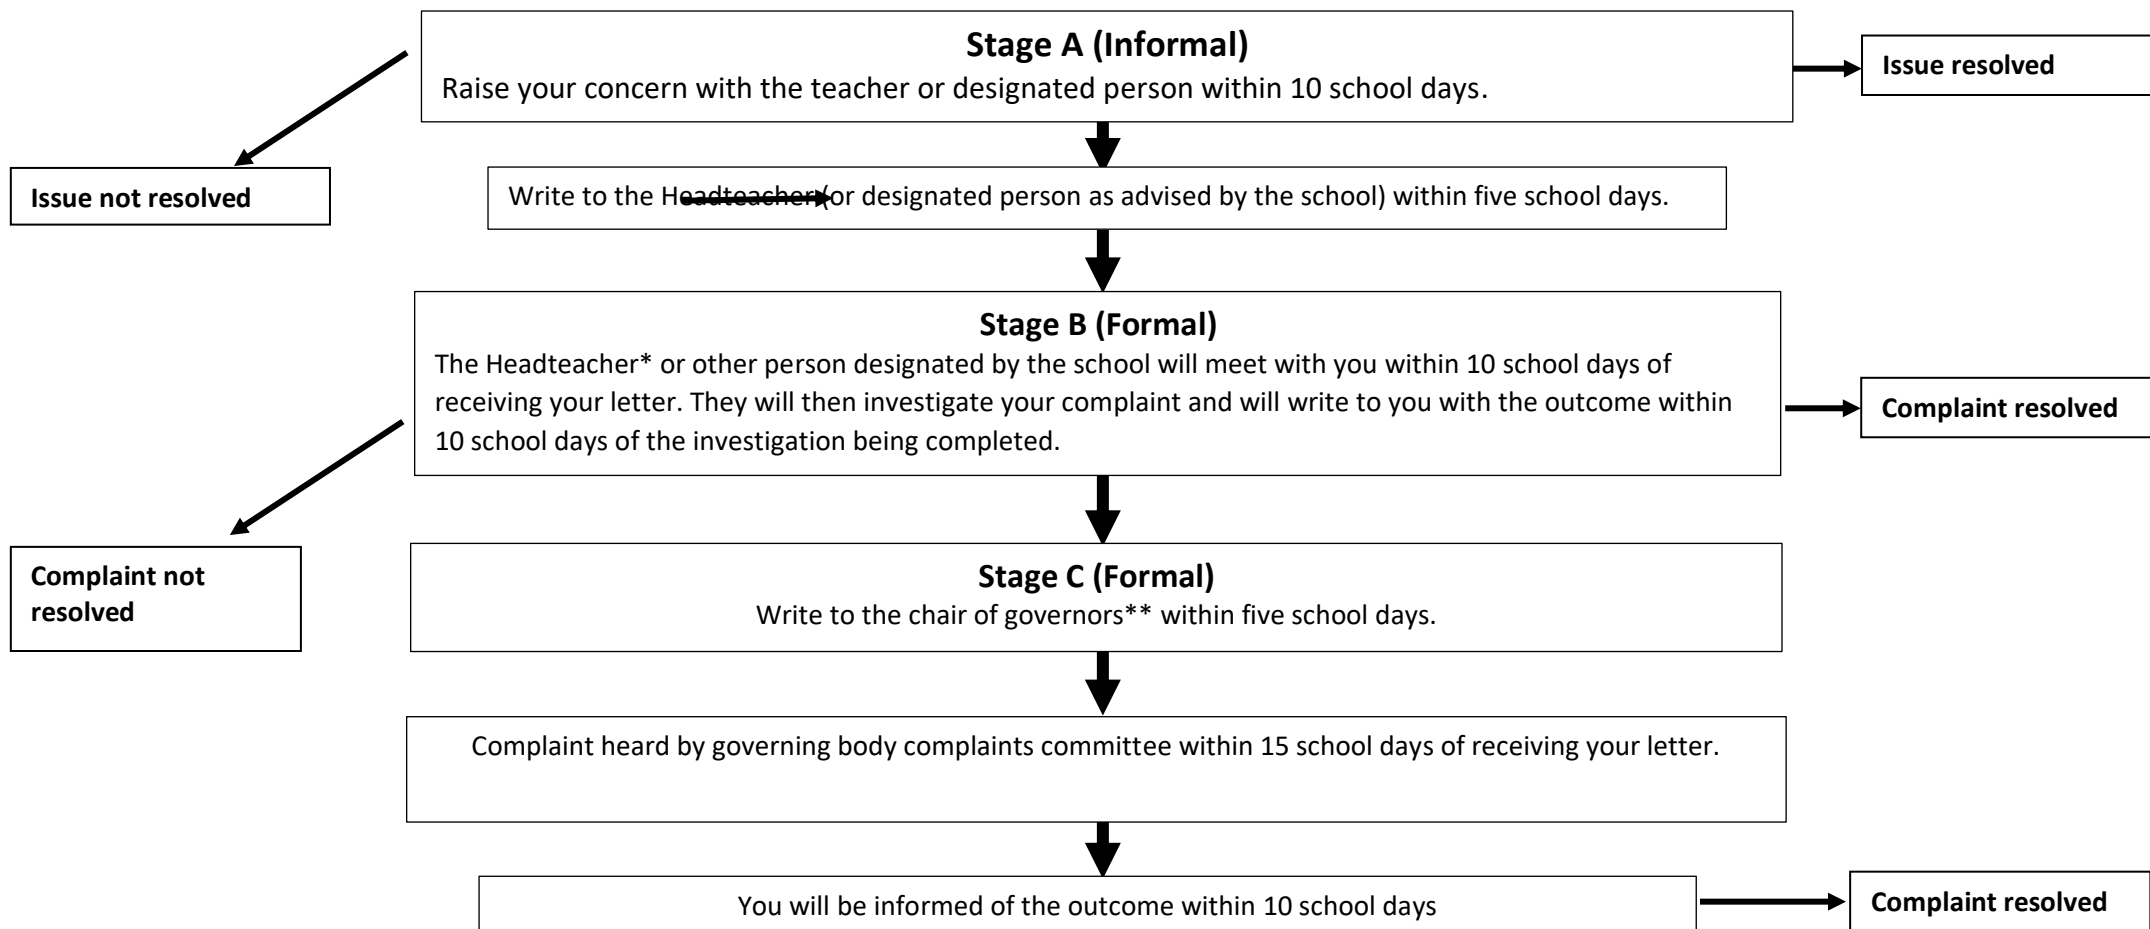 Stage A (Informal)
Raise your concern with the teacher or designated person within 10 school days.
Issue resolved
Issue not resolved
Write to the Headteacher (or designated person as advised by the school) within five school days.
Stage B (Formal)
The Headteacher* or other person designated by the school will meet with you within 10 school days of
receiving your letter. They will then investigate your complaint and will write to you with the outcome within
10 school days of the investigation being completed.
Complaint resolved
Complaint not
resolved
Stage C (Formal)
Write to the chair of governors** within five school days.
Complaint heard by governing body complaints committee within 15 school days of receiving your letter.
You will be informed of the outcome within 10 school days
Complaint resolved